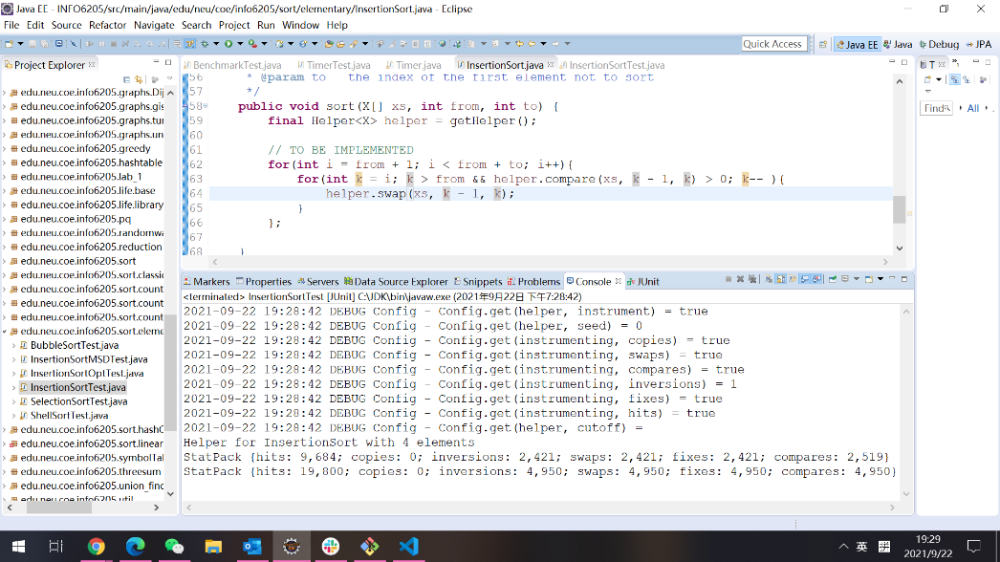 Java EE - INFO6205/src/main/java/edu/neu/coe/info6205/sort/elementary/InsertionSort.java - Eclipse
File Edit Source Refactor Navigate Search Project Run Window Help
Quick Access
Java EE Java Debug JPA
Project Explorer
BenchmarkTest.java TimerTest.java Timer.java InsertionSort.java InsertionSortTest.java
edu.neu.coe.info6205.graphs.Dij
edu.neu.coe.info6205.graphs.gis
edu.neu.coe.info6205.graphs.tun
edu.neu.coe.info6205.graphs.un
edu.neu.coe.info6205.greedy
edu.neu.coe.info6205.hashtable
edu.neu.coe.info6205.lab_1
edu.neu.coe.info6205.life.base
edu.neu.coe.info6205.life.library
edu.neu.coe.info6205.pq
edu.neu.coe.info6205.randomwa
edu.neu.coe.info6205.reduction
edu.neu.coe.info6205.sort
edu.neu.coe.info6205.sort.classic
edu.neu.coe.info6205.sort.count
edu.neu.coe.info6205.sort.count
edu.neu.coe.info6205.sort.count
edu.neu.coe.info6205.sort.eleme
BubbleSortTest.java
InsertionSortMSDTest.java
InsertionSortOptTest.java
InsertionSortTest.java
SelectionSortTest.java
ShellSortTest.java
edu.neu.coe.info6205.sort.hashC
edu.neu.coe.info6205.sort.linear
edu.neu.coe.info6205.symbolTal
edu.neu.coe.info6205.threesum
edu.neu.coe.info6205.union_find
edu.neu.coe.info6205.util
56 * @param to the index of the first element not to sort
57 */
58 public void sort(X[] xs, int from, int to) {
59 final Helper<X> helper = getHelper();
60
61 // TO BE IMPLEMENTED
62 for(int i = from + 1; i < from + to; i++){
63 for(int k = i; k > from && helper.compare(xs, k - 1, k) > 0; k-- ){
64 helper.swap(xs, k - 1, k);
65 }
66 };
67
68 }
T
Find
All
Markers Properties Servers Data Source Explorer Snippets Problems Console JUnit
<terminated> InsertionSortTest [JUnit] C:\JDK\bin\javaw.exe (2021年9月22日 下午7:28:42)
2021-09-22 19:28:42 DEBUG Config - Config.get(helper, instrument) = true
2021-09-22 19:28:42 DEBUG Config - Config.get(helper, seed) = 0
2021-09-22 19:28:42 DEBUG Config - Config.get(instrumenting, copies) = true
2021-09-22 19:28:42 DEBUG Config - Config.get(instrumenting, swaps) = true
2021-09-22 19:28:42 DEBUG Config - Config.get(instrumenting, compares) = true
2021-09-22 19:28:42 DEBUG Config - Config.get(instrumenting, inversions) = 1
2021-09-22 19:28:42 DEBUG Config - Config.get(instrumenting, fixes) = true
2021-09-22 19:28:42 DEBUG Config - Config.get(instrumenting, hits) = true
2021-09-22 19:28:42 DEBUG Config - Config.get(helper, cutoff) =
Helper for InsertionSort with 4 elements
StatPack {hits: 9,684; copies: 0; inversions: 2,421; swaps: 2,421; fixes: 2,421; compares: 2,519}
StatPack {hits: 19,800; copies: 0; inversions: 4,950; swaps: 4,950; fixes: 4,950; compares: 4,950}
英
19:29
2021/9/22